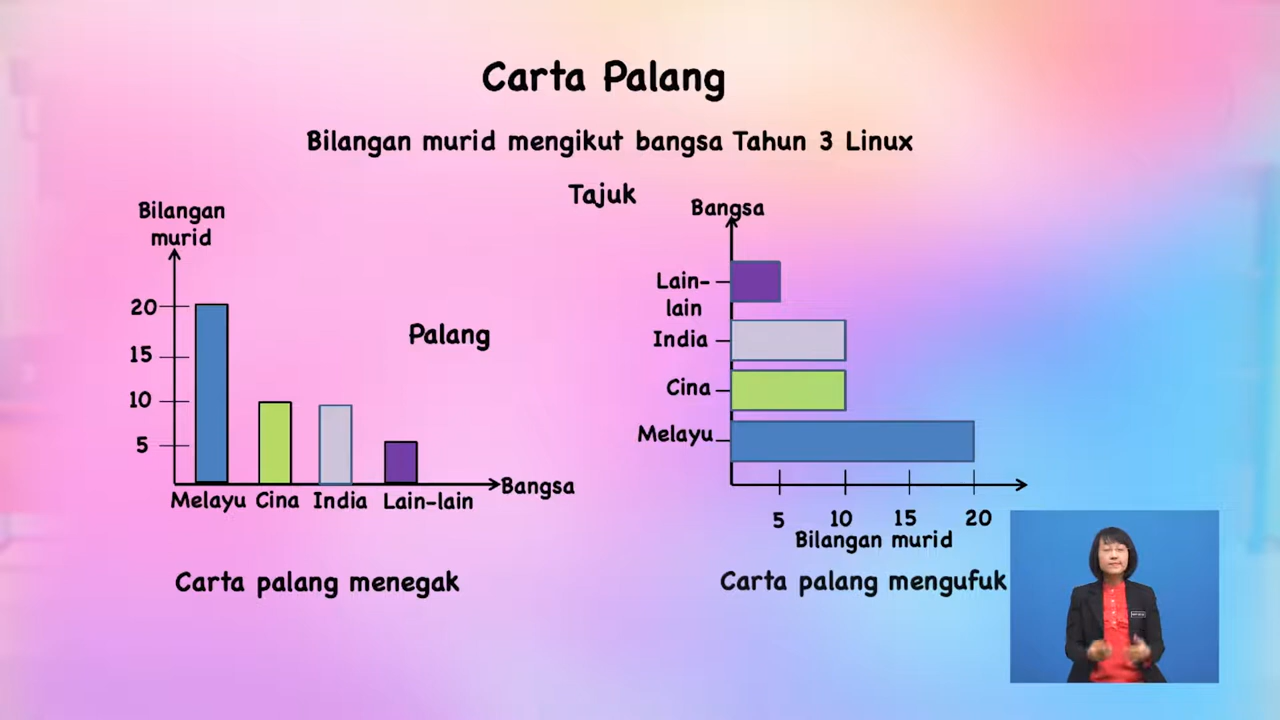 Carta Palang
Bilangan murid mengikut bangsa Tahun 3 Linux
Tajuk
Bilangan
murid
20
15
10
5
Palang
Melayu Cina India Lain-lain
Bangsa
Carta palang menegak
Bangsa
Lain-
lain
India
Cina
Melayu
5 10 15 20
Bilangan murid
Carta palang mengufuk